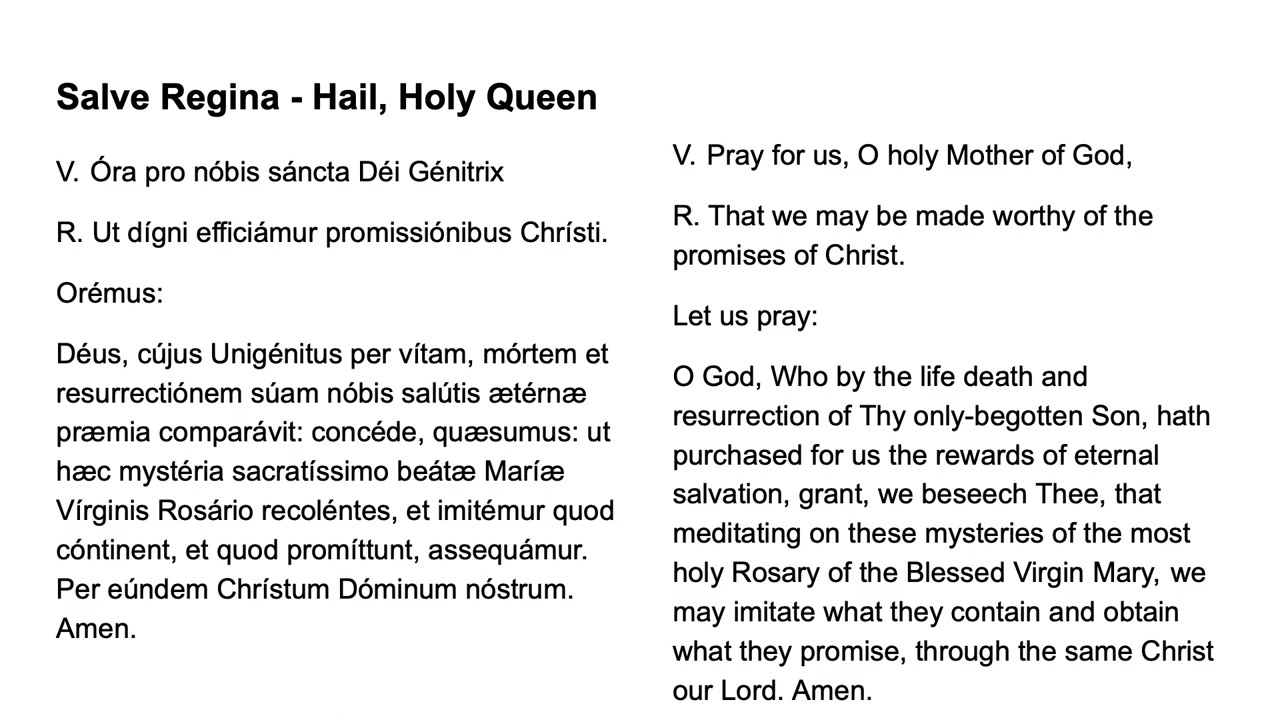 Salve Regina - Hail, Holy Queen
V. Óra pro nóbis sáncta Déi Génitrix
R. Ut dígni efficiámur promissiónibus Chrísti.
Orémus:
Déus, cújus Unigénitus per vítam, mórtem et
resurrectiónem súam nóbis salútis ætérnæ
præmia comparávit: concéde, quæsumus: ut
hæc mystéria sacratíssimo beátæ Maríæ
Vírginis Rosário recoléntes, et imitémur quod
cóntinent, et quod promíttunt, assequámur.
Per eúndem Chrístum Dóminum nóstrum.
Amen.
V. Pray for us, O holy Mother of God,
R. That we may be made worthy of the
promises of Christ.
Let us pray:
O God, Who by the life death and
resurrection of Thy only-begotten Son, hath
purchased for us the rewards of eternal
salvation, grant, we beseech Thee, that
meditating on these mysteries of the most
holy Rosary of the Blessed Virgin Mary, we
may imitate what they contain and obtain
what they promise, through the same Christ
our Lord. Amen.